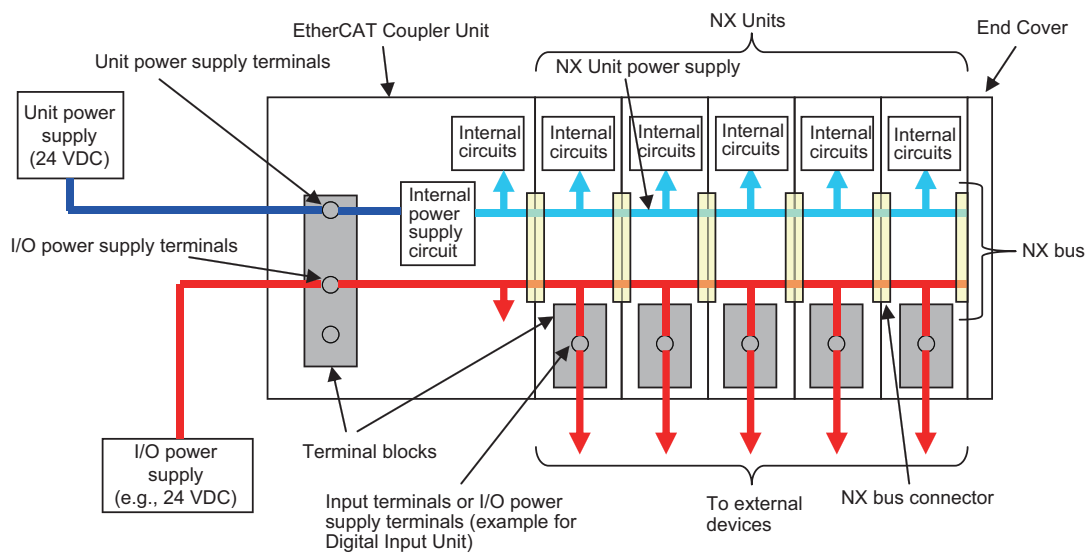 EtherCAT Coupler Unit
NX Units
End Cover
Unit power supply terminals
NX Unit power supply
Unit power
supply
(24 VDC)
Internal
circuits
Internal
circuits
Internal
circuits
Internal
circuits
Internal
circuits
Internal
circuits
Internal
power
supply
circuit
I/O power supply terminals
NX bus
I/O power
supply
(e.g., 24 VDC)
Terminal blocks
Input terminals or I/O power
supply terminals (example for
Digital Input Unit)
To external
devices
NX bus connector